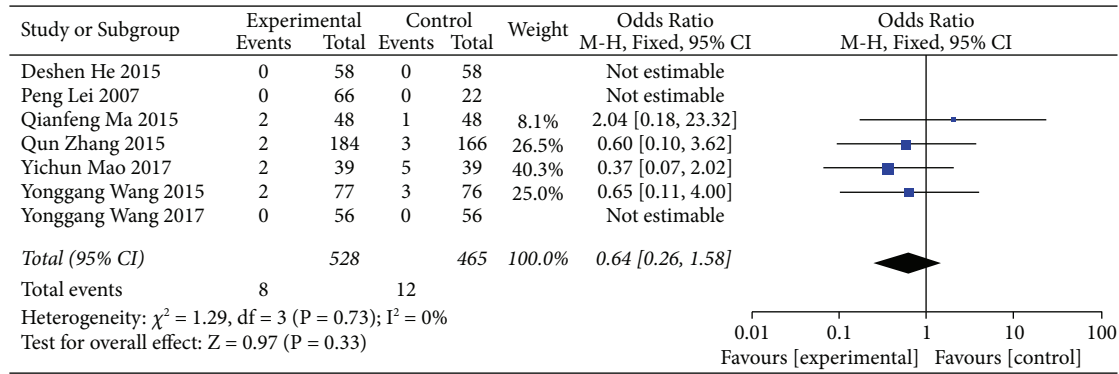 Study or Subgroup Experimental Control Weight Odds Ratio Odds Ratio
Events Total Events Total M-H, Fixed, 95% CI M-H, Fixed, 95% CI
Deshen He 2015 0 58 0 58 Not estimable
Peng Lei 2007 0 66 0 22 Not estimable
Qianfeng Ma 2015 2 48 1 48 8.1% 2.04 [0.18, 23.32]
Qun Zhang 2015 2 184 3 166 26.5% 0.60 [0.10, 3.62]
Yichun Mao 2017 2 39 5 39 40.3% 0.37 [0.07, 2.02]
Yonggang Wang 2015 2 77 3 76 25.0% 0.65 [0.11, 4.00]
Yonggang Wang 2017 0 56 0 56 Not estimable
Total (95% CI) 528 465 100.0% 0.64 [0.26, 1.58]
Total events 8 12
Heterogeneity: χ² = 1.29, df = 3 (P = 0.73); I² = 0%
Test for overall effect: Z = 0.97 (P = 0.33)
0.01 0.1 1 10 100
Favours [experimental] Favours [control]